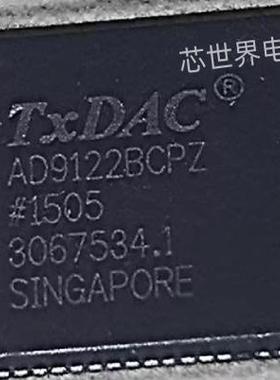 芯世界电
TxDAC®
AD9122BCPZ
#1505
3067534.1
SINGAPORE